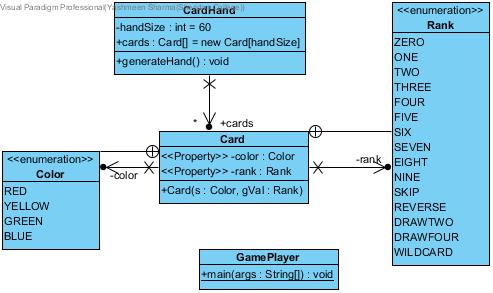 Visual Paradigm Professional(Yashmeen Sharma(
CardHand
-handSize : int = 60
+cards : Card[] = new Card[handSize]
+generateHand() : void
* +cards
Card
<<Property>> -color : Color
<<Property>> -rank : Rank
+Card(s : Color, gVal : Rank)
-color
-rank
<<enumeration>>
Color
RED
YELLOW
GREEN
BLUE
<<enumeration>>
Rank
ZERO
ONE
TWO
THREE
FOUR
FIVE
SIX
SEVEN
EIGHT
NINE
SKIP
REVERSE
DRAWTWO
DRAWFOUR
WILDCARD
GamePlayer
+main(args : String[]) : void